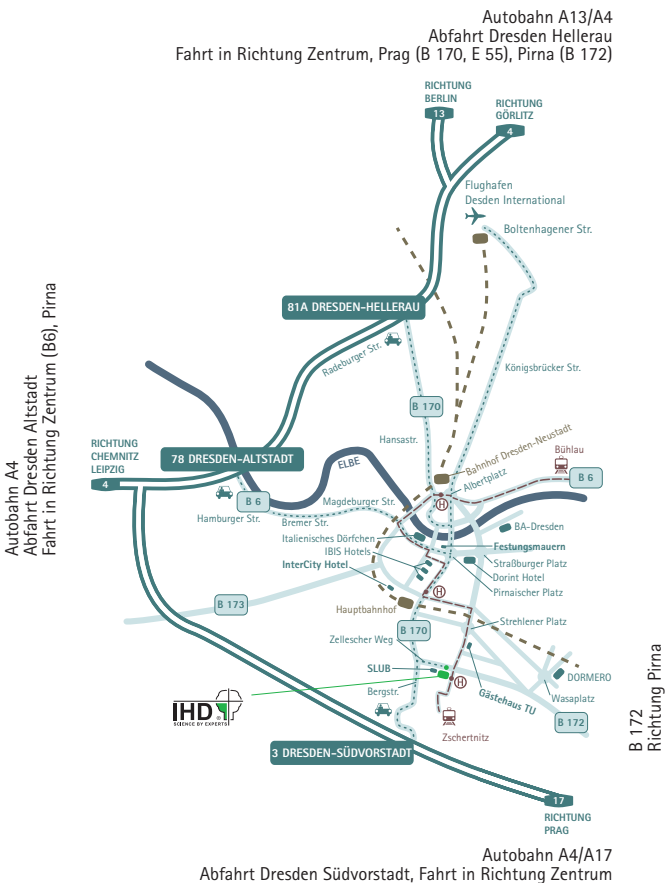 Autobahn A13/A4
Abfahrt Dresden Hellerau
Fahrt in Richtung Zentrum, Prag (B 170, E 55), Pirna (B 172)
RICHTUNG
BERLIN
13
RICHTUNG
GÖRLITZ
4
Flughafen
Desden International
Boltenhagener Str.
81A DRESDEN-HELLERAU
Radeburger Str.
Königsbrücker Str.
B 170
Hansastr.
Autobahn A4
Abfahrt Dresden Altstadt
Fahrt in Richtung Zentrum (B6), Pirna
RICHTUNG
CHEMNITZ
LEIPZIG
4
78 DRESDEN-ALTSTADT
ELBE
Bahnhof Dresden-Neustadt
Albertplatz
Bühlau
B 6
B 6
Hamburger Str.
Bremer Str.
Magdeburger Str.
H
BA-Dresden
Italienisches Dörfchen
IBIS Hotels
InterCity Hotel
Festungsmauern
Straßburger Platz
Dorint Hotel
Pirnaischer Platz
H
B 173
Hauptbahnhof
Strehlener Platz
B 170
Zellescher Weg
SLUB
Bergstr.
H
Gästehaus TU
DORMERO
Wasaplatz
B 172
IHD
SCIENCE BY EXPERTS
Zschertnitz
3 DRESDEN-SÜDVORSTADT
B 172
Richtung Pirna
17
RICHTUNG
PRAG
Autobahn A4/A17
Abfahrt Dresden Südvorstadt, Fahrt in Richtung Zentrum